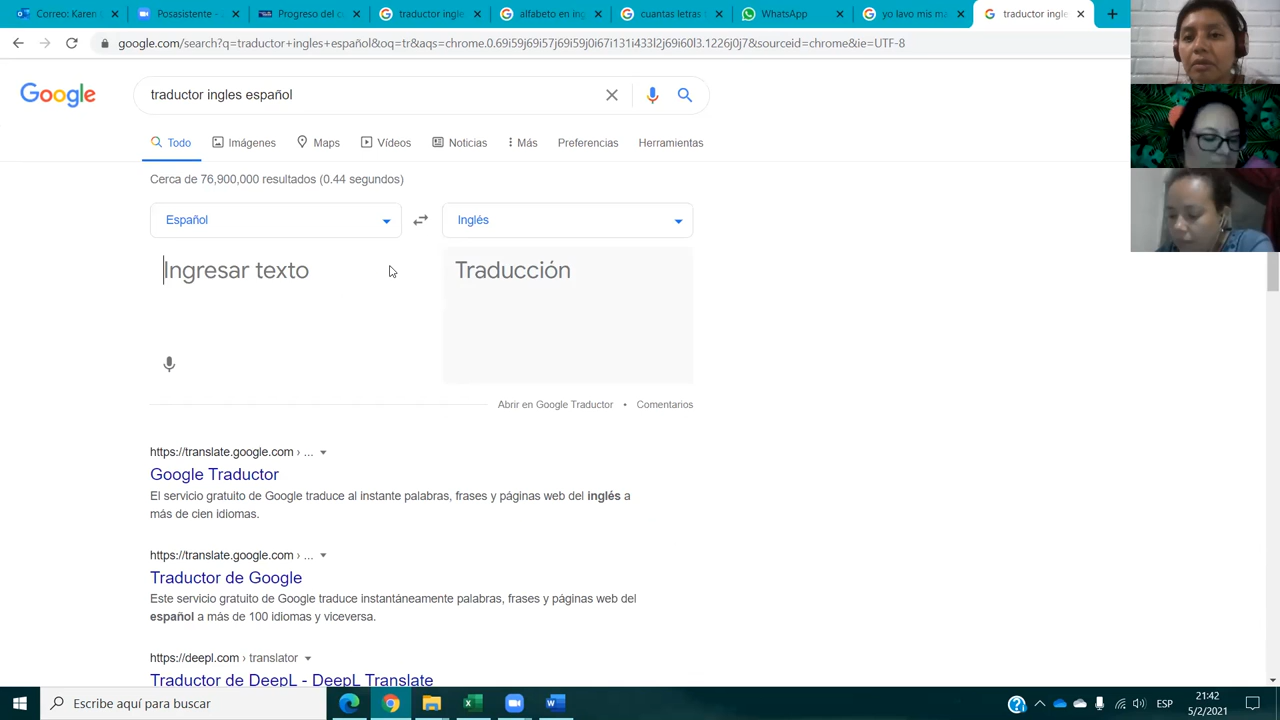 Correo: Karen
Posasistente -
Progreso del co
traductor ingle
alfabeto en ing
cuantas letras
WhatsApp
yo lavo mis ma
traductor ingle
google.com/search?q=traductor+ingles+español&oq=tr&aqs=chrome.0.69i59j69i57j69i59j0i67i131i433l2j69i60l3.1226j0j7&sourceid=chrome&ie=UTF-8
Google
traductor ingles español
Todo
Imágenes
Maps
Vídeos
Noticias
Más
Preferencias
Herramientas
Cerca de 76,900,000 resultados (0.44 segundos)
Español
Inglés
Ingresar texto
Traducción
Abrir en Google Traductor • Comentarios
https://translate.google.com › ...
Google Traductor
El servicio gratuito de Google traduce al instante palabras, frases y páginas web del inglés a
más de cien idiomas.
https://translate.google.com › ...
Traductor de Google
Este servicio gratuito de Google traduce instantáneamente palabras, frases y páginas web del
español a más de 100 idiomas y viceversa.
https://deepl.com › translator
Traductor de DeepL - DeepL Translate
Escribe aquí para buscar
ESP
21:42
5/2/2021